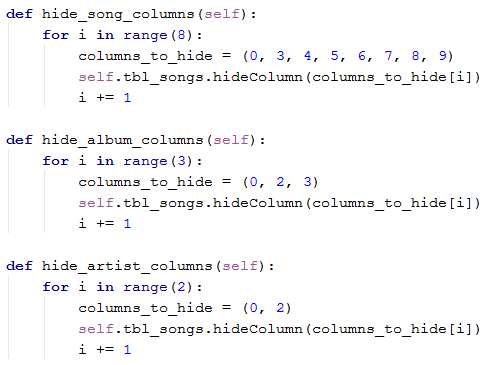 def hide_song_columns(self):
    for i in range(8):
        columns_to_hide = (0, 3, 4, 5, 6, 7, 8, 9)
        self.tbl_songs.hideColumn(columns_to_hide[i])
        i += 1

def hide_album_columns(self):
    for i in range(3):
        columns_to_hide = (0, 2, 3)
        self.tbl_songs.hideColumn(columns_to_hide[i])
        i += 1

def hide_artist_columns(self):
    for i in range(2):
        columns_to_hide = (0, 2)
        self.tbl_songs.hideColumn(columns_to_hide[i])
        i += 1